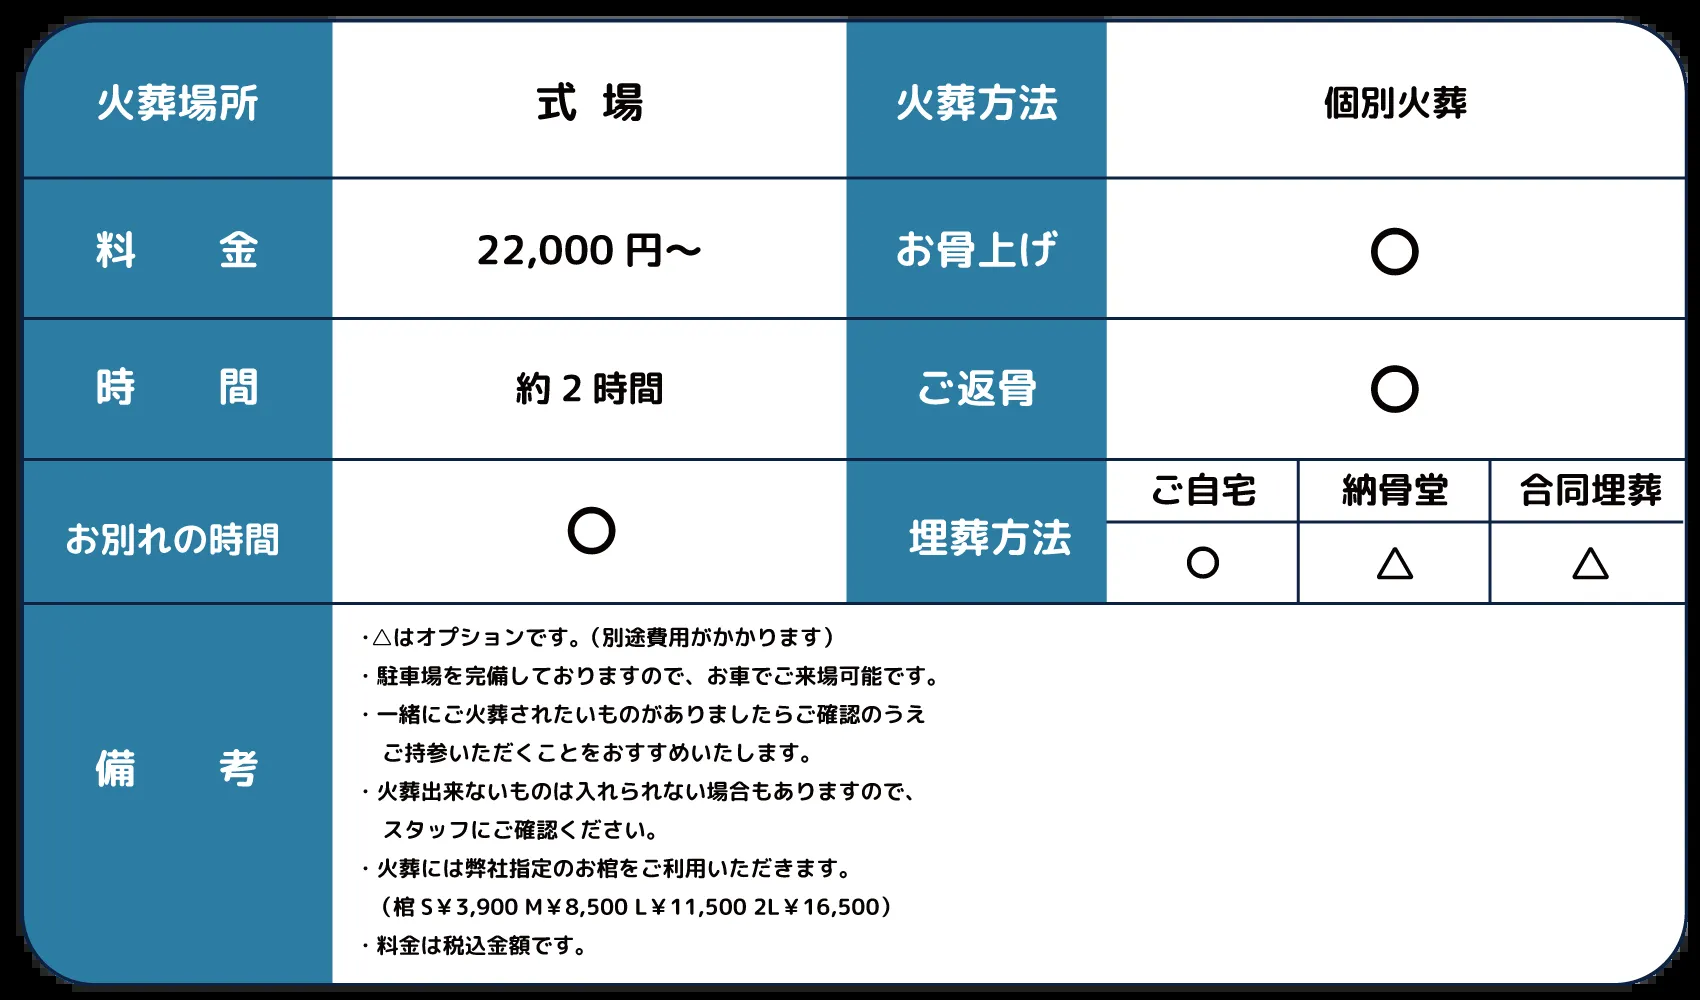 火葬場所 式 場 火葬方法 個別火葬
料 金 22,000 円〜 お骨上げ ○
時 間 約 2 時間 ご返骨 ○
お別れの時間 ○ 埋葬方法
ご自宅 納骨堂 合同埋葬
○ △ △
備 考
・△はオプションです。（別途費用がかかります）
・駐車場を完備しておりますので、お車でご来場可能です。
・一緒にご火葬されたいものがありましたらご確認のうえ
ご持参いただくことをおすすめいたします。
・火葬出来ないものは入れられない場合もありますので、
スタッフにご確認ください。
・火葬には弊社指定のお棺をご利用いただきます。
（棺 S¥3,900 M¥8,500 L¥11,500 2L¥16,500）
・料金は税込金額です。